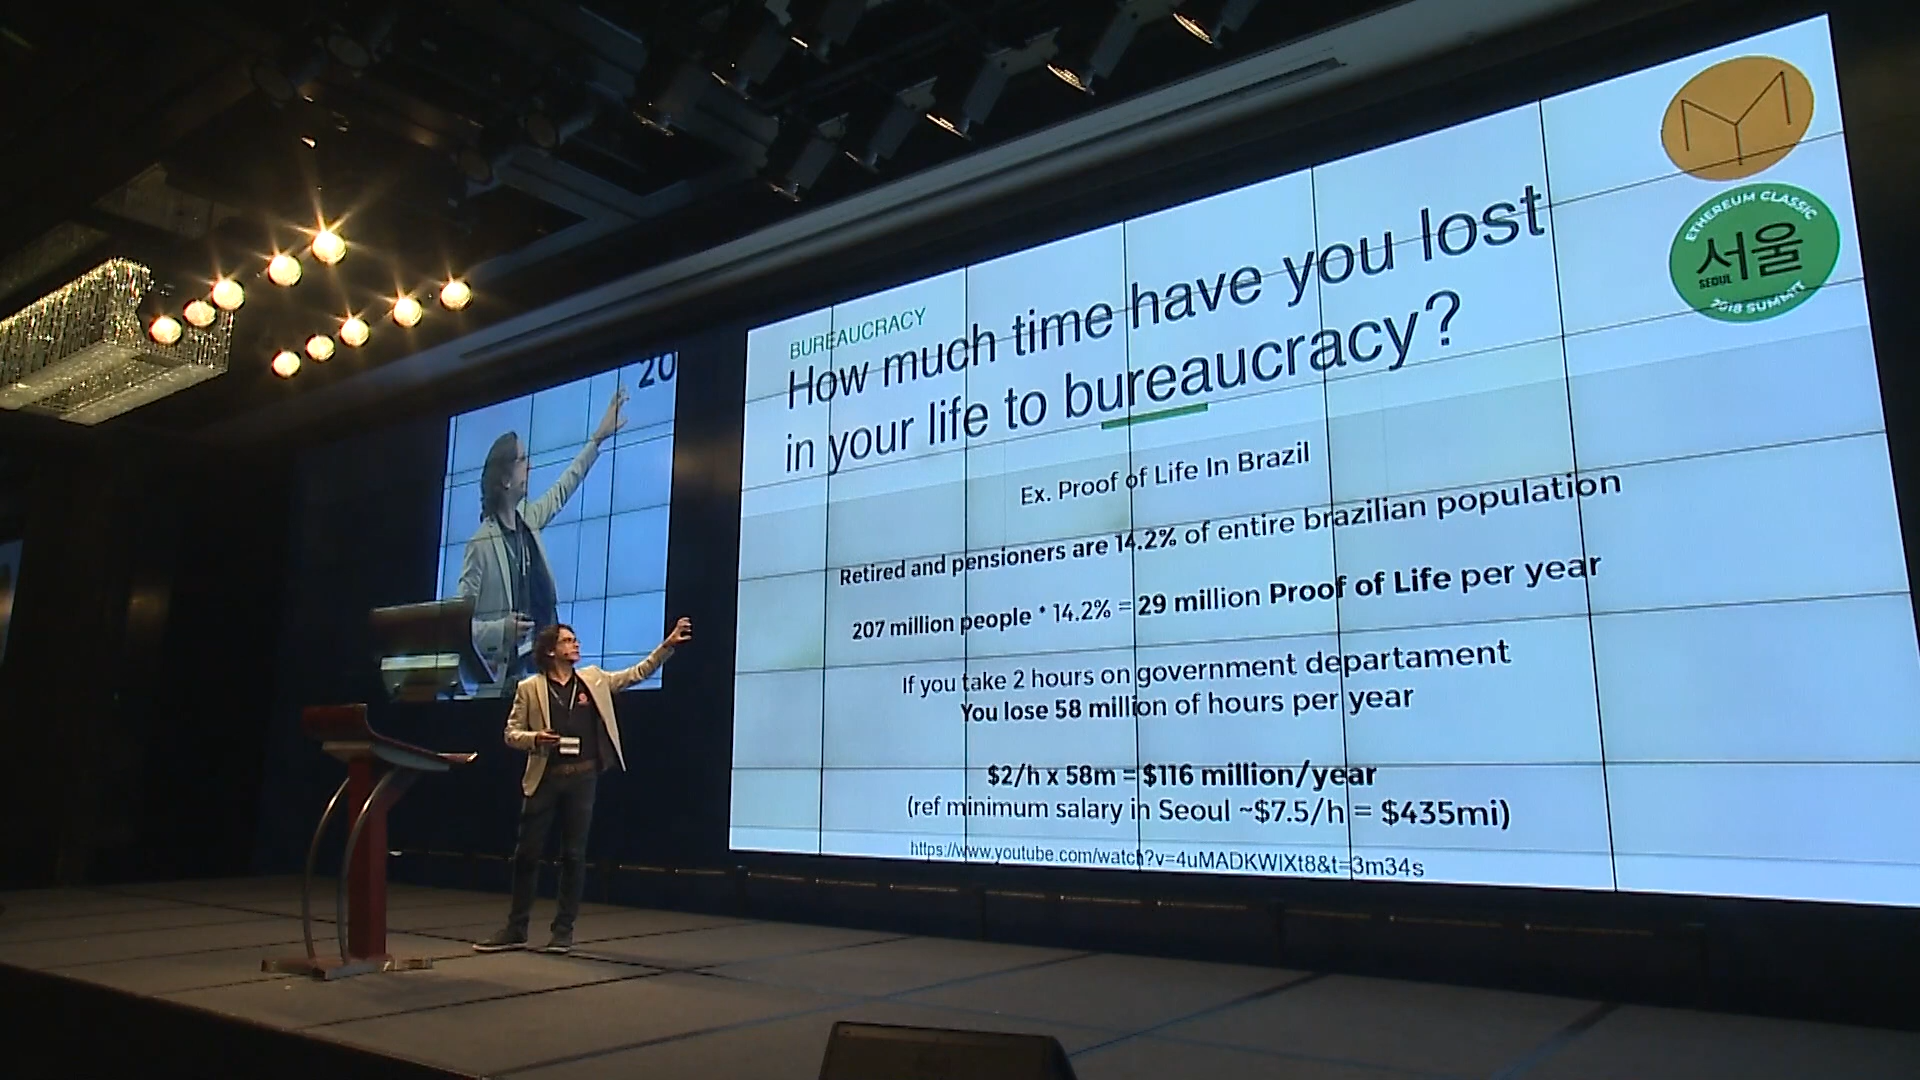 20
BUREAUCRACY
How much time have you lost
in your life to bureaucracy?
Ex. Proof of Life In Brazil
Retired and pensioners are 14.2% of entire brazilian population
207 million people * 14.2% = 29 million Proof of Life per year
If you take 2 hours on government departament
You lose 58 million of hours per year
$2/h x 58m = $116 million/year
(ref minimum salary in Seoul ~$7.5/h = $435mi)
https://www.youtube.com/watch?v=4uMADKWlXt8&t=3m34s
ETHEREUM CLASSIC
서울
SEOUL
2018 SUMMIT